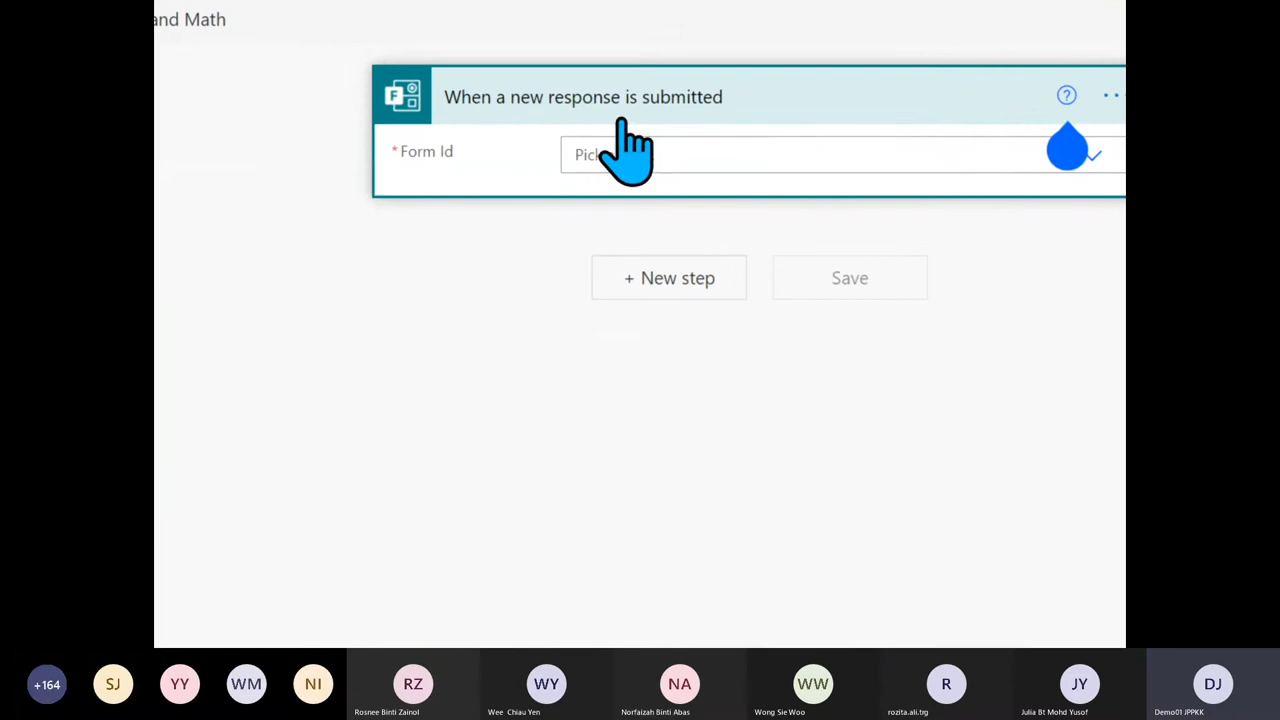 and Math
When a new response is submitted
?
* Form Id
Pick
+ New step
Save
+164
SJ
YY
WM
NI
RZ
WY
NA
WW
R
JY
DJ
Rosnee Binti Zainol
Wee Chiau Yen
Norfaizah Binti Abas
Wong Sie Woo
rozita.ali.trg
Julia Bt Mohd Yusof
Demo01 JPPKK